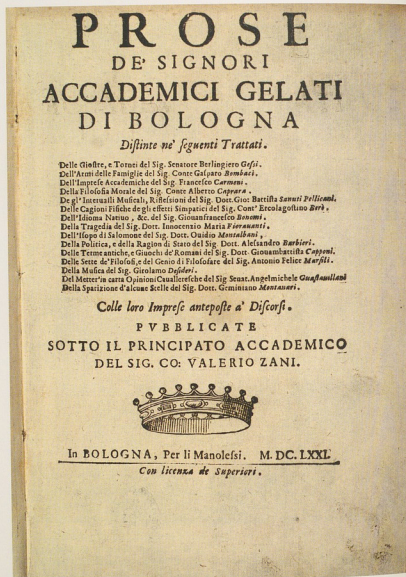 PROSE
DE' SIGNORI
ACCADEMICI GELATI
DI BOLOGNA
Distinte ne' seguenti Trattati.
Delle Giostre, e Tornei del Sig. Senatore Berlingiero Gessi.
Dell'Armi delle Famiglie del Sig. Conte Gasparo Bombaci.
Dell'Imprese Accademiche del Sig. Francesco Carmeni.
Della Filosofia Morale del Sig. Conte Alberto Caprara.
De gl'Interualli Musicali, Riflessioni del Sig. Dott. Gio: Battista Sanuti Pellicani.
Delle Cagioni Fisiche de gli effetti Simpatici del Sig. Cont' Ercolagostino Berò.
Dell'Idioma Natiuo, &c. del Sig. Giouanfrancesco Bonomi.
Della Tragedia del Sig. Dott. Innocenzio Maria Fioruanti.
Dell'Isopo di Salomone del Sig. Dott. Ouidio Montalbani.
Della Politica, e della Ragion di Stato del Sig. Dott. Alessandro Barbieri.
Delle Terme antiche, e Giuochi de' Romani del Sig. Dott. Giouambattista Capponi.
Delle Sette de' Filosofi, e del Genio di Filosofare del Sig. Antonio Felice Marsili.
Della Musica del Sig. Girolamo Desideri.
Del Metter'in carta Opinioni Caualleresche del Sig Senat. Angelmichele Guastauillani
Della Sparizione d'alcune Stelle del Sig. Dott. Geminiano Montanari.
Colle loro Imprese anteposte a' Discorsi.
PVBBLICATE
SOTTO IL PRINCIPATO ACCADEMICO
DEL SIG. CO: VALERIO ZANI.
In BOLOGNA, Per li Manolessi. M. DC. LXXI.
Con licenza de Superiori.